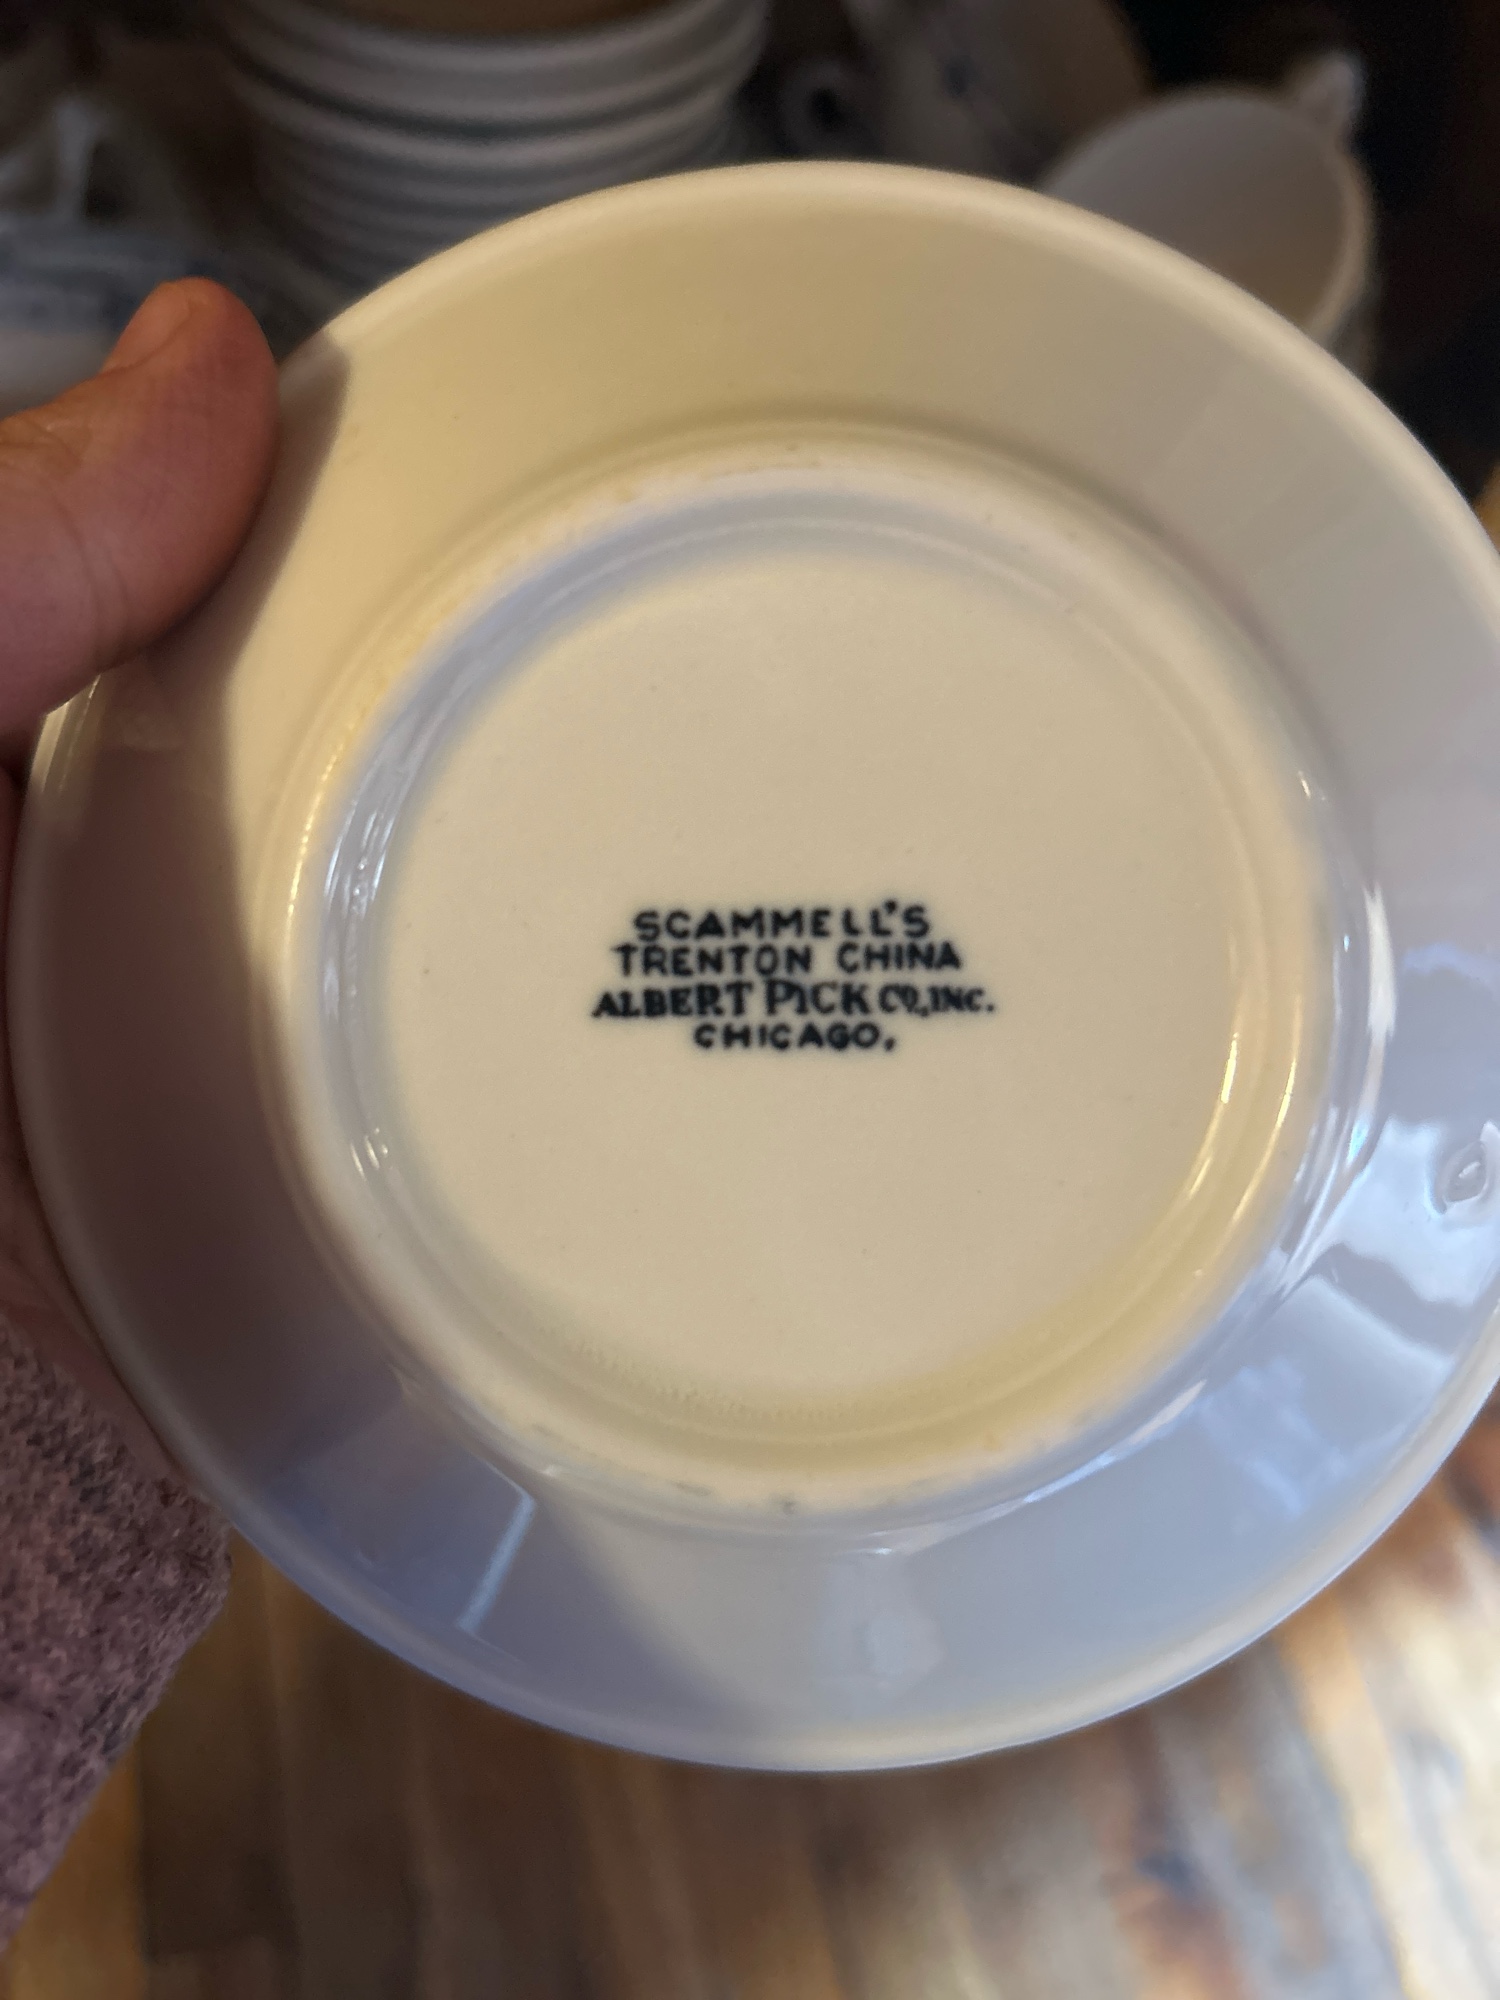 SCAMMELL'S
TRENTON CHINA
ALBERT PICK CO., INC.
CHICAGO.